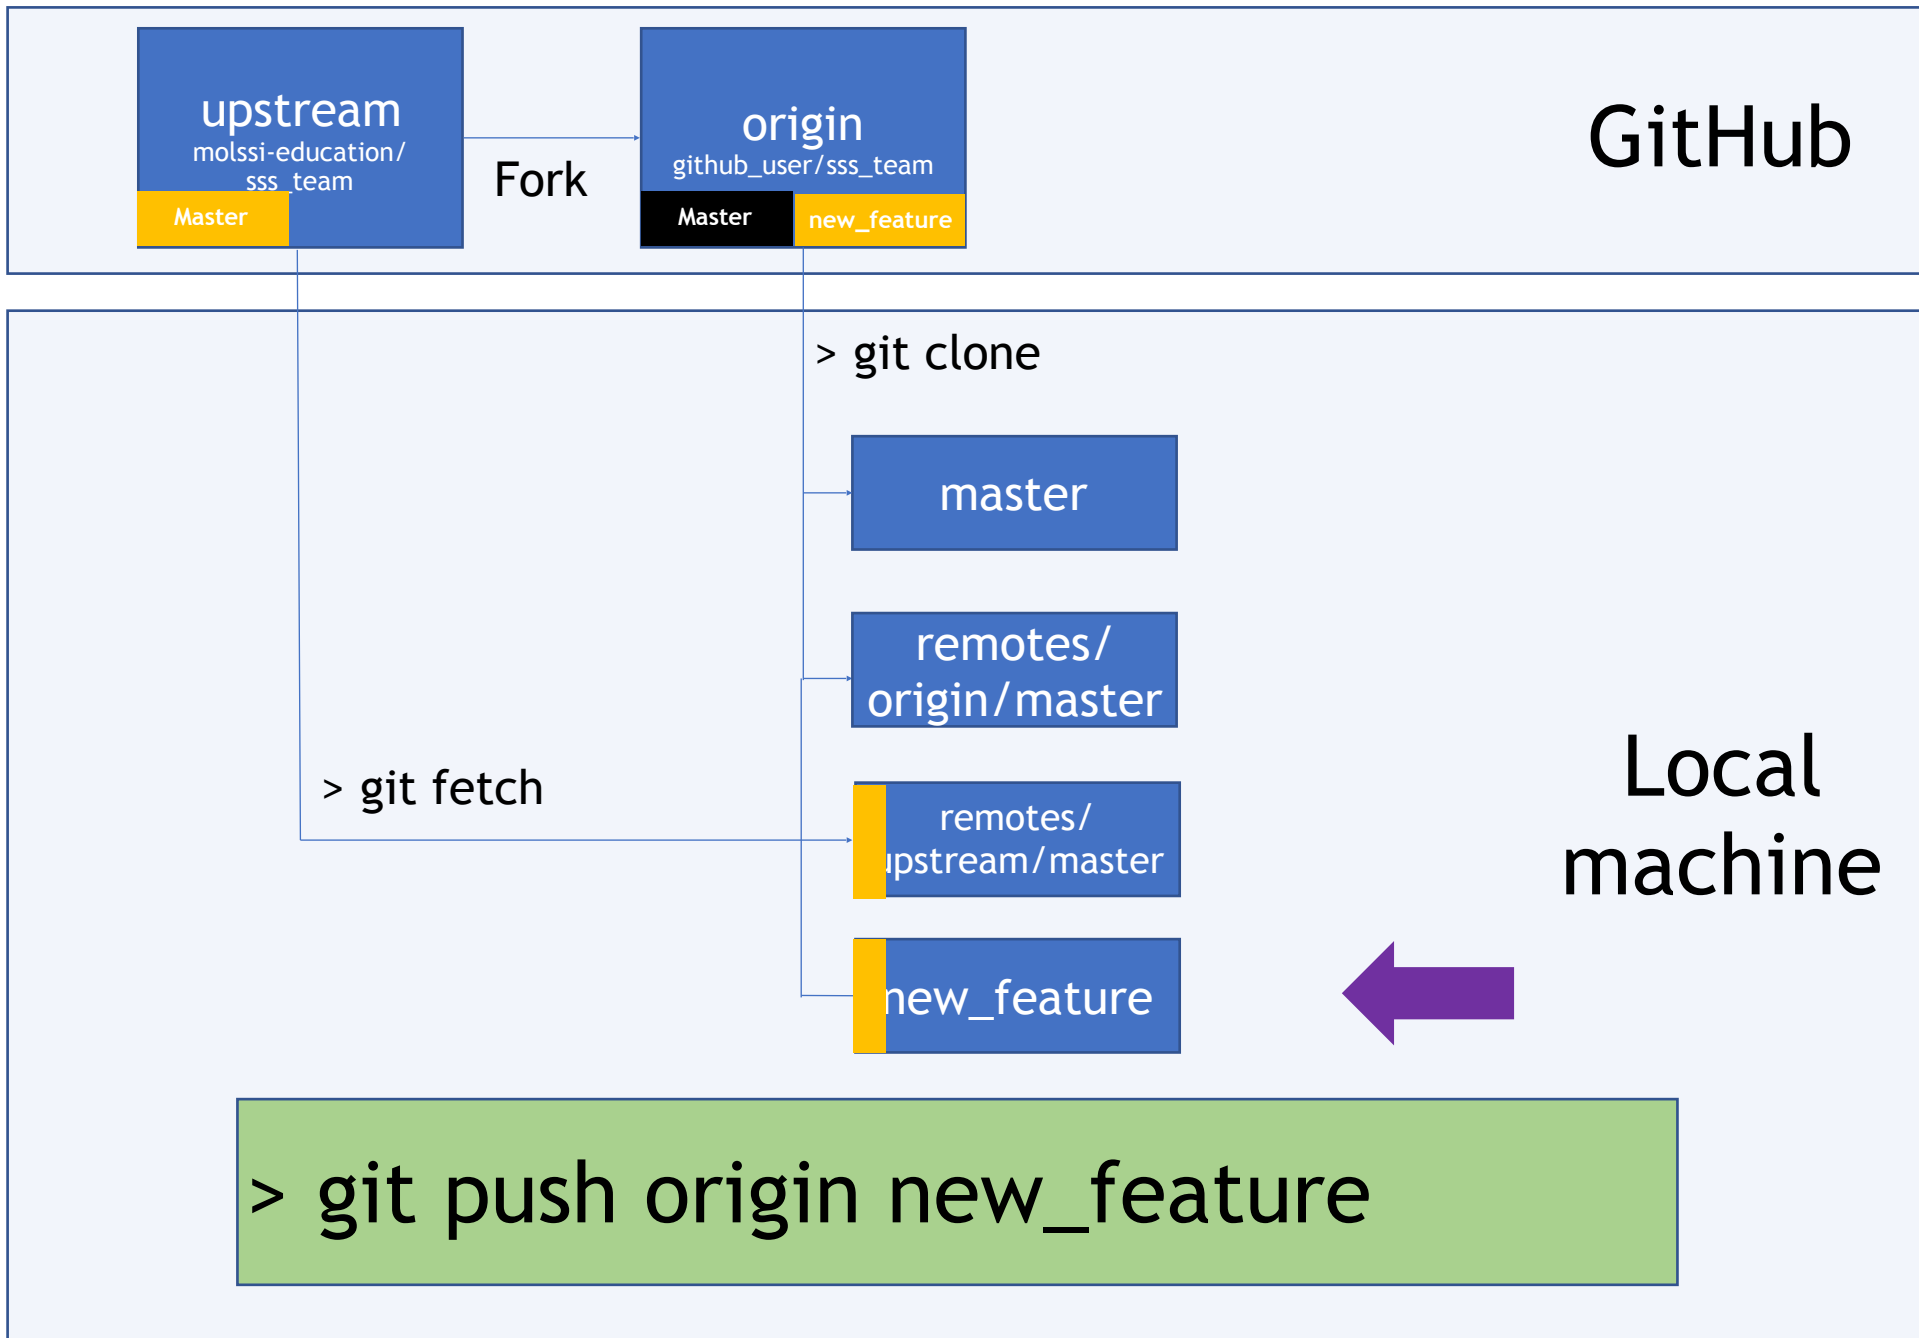 upstream
molssi-education/
sss_team
Master
Fork
origin
github_user/sss_team
Master
new_feature
GitHub
> git clone
master
remotes/
origin/master
> git fetch
remotes/
upstream/master
Local
machine
new_feature
> git push origin new_feature